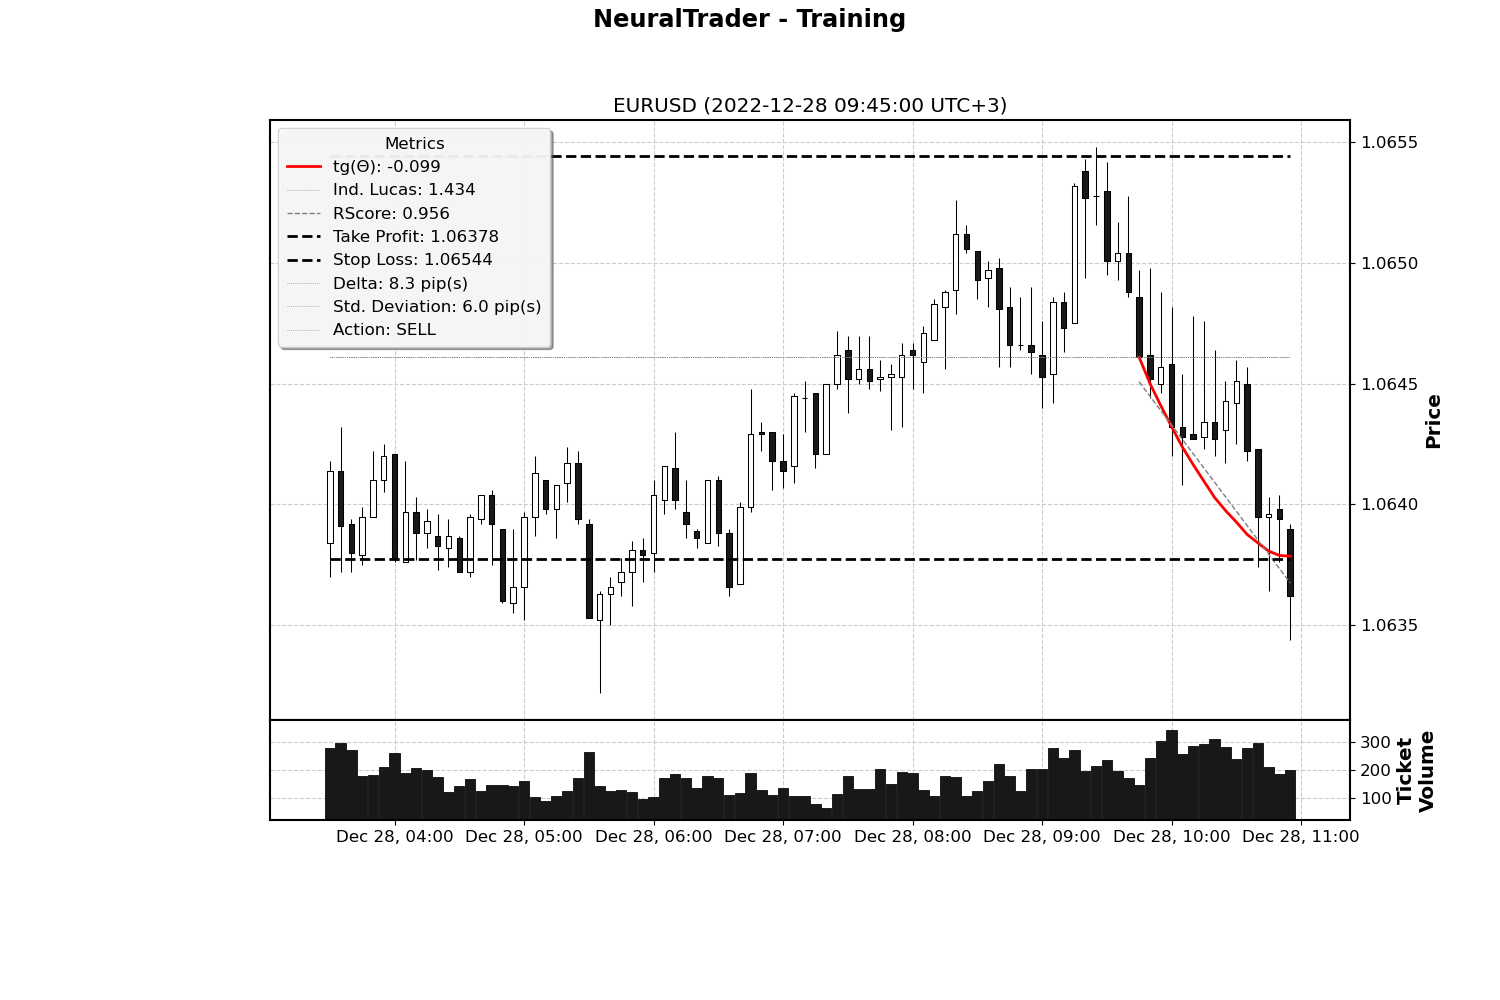 NeuralTrader - Training
EURUSD (2022-12-28 09:45:00 UTC+3)
Metrics
tg(Θ): -0.099
Ind. Lucas: 1.434
RScore: 0.956
Take Profit: 1.06378
Stop Loss: 1.06544
Delta: 8.3 pip(s)
Std. Deviation: 6.0 pip(s)
Action: SELL
1.0655
1.0650
1.0645
1.0640
1.0635
Price
300
200
100
Ticket
Volume
Dec 28, 04:00
Dec 28, 05:00
Dec 28, 06:00
Dec 28, 07:00
Dec 28, 08:00
Dec 28, 09:00
Dec 28, 10:00
Dec 28, 11:00